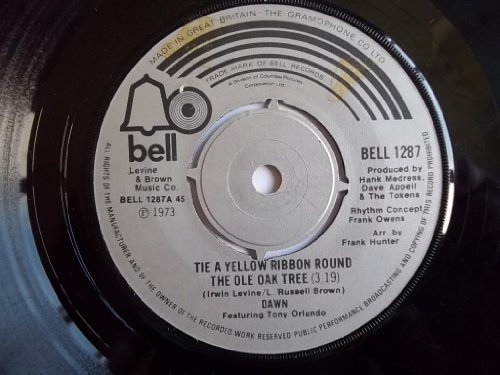 MADE IN GREAT BRITAIN - THE GRAMOPHONE CO LTD
TRADE MARK OF BELL RECORDS
A Division of Columbia Pictures
Corporation Ltd
bell
Levine
& Brown
Music Co.
BELL 1287A 45
℗ 1973
BELL 1287
Produced by
Hank Medress,
Dave Appell
& The Tokens
Rhythm Concept
Frank Owens
Arr. by
Frank Hunter
TIE A YELLOW RIBBON ROUND
THE OLE OAK TREE (3.19)
(Irwin Levine/L. Russell Brown)
DAWN
Featuring Tony Orlando
ALL RIGHTS OF THE MANUFACTURER AND OF THE OWNER OF THE RECORDED WORK RESERVED PUBLIC PERFORMANCE BROADCASTING AND COPYING OF THIS RECORD PROHIBITED